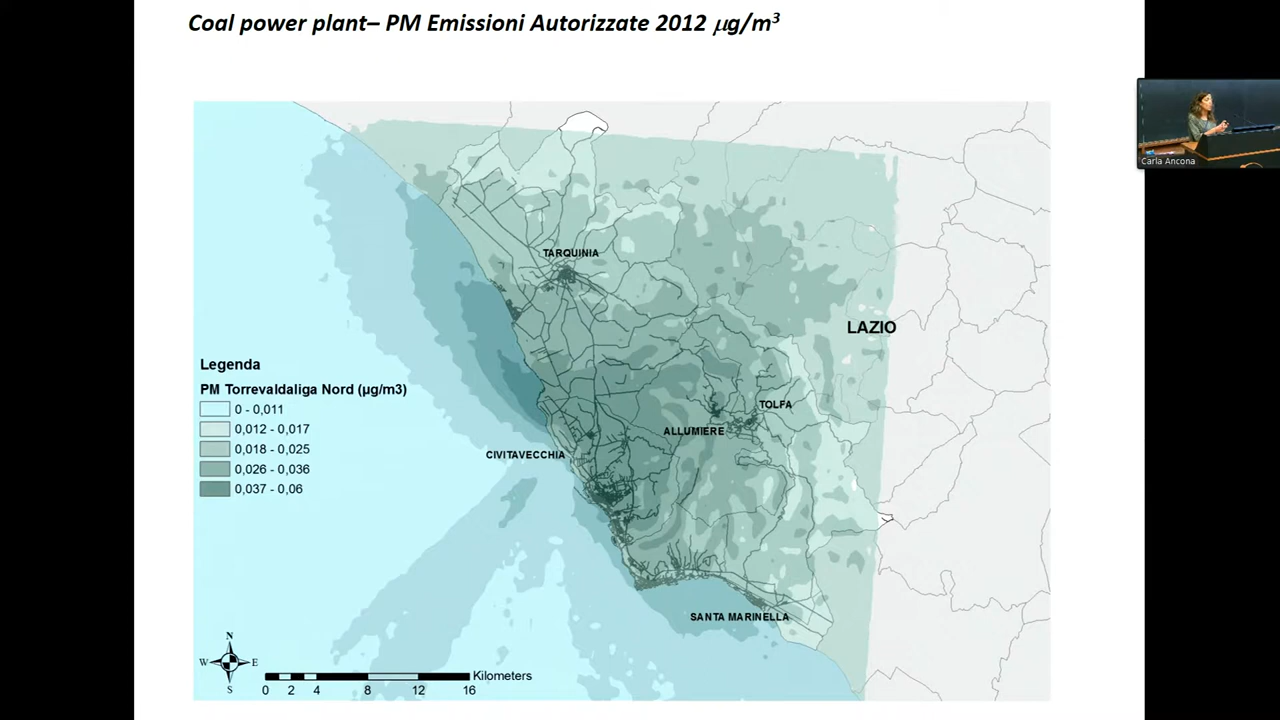 Coal power plant– PM Emissioni Autorizzate 2012 µg/m³
Carla Ancona
TARQUINIA
LAZIO
Legenda
PM Torrevaldaliga Nord (µg/m3)
0 - 0,011
0,012 - 0,017
0,018 - 0,025
0,026 - 0,036
0,037 - 0,06
TOLFA
ALLUMIERE
CIVITAVECCHIA
SANTA MARINELLA
N
W E
S
Kilometers
0 2 4 8 12 16